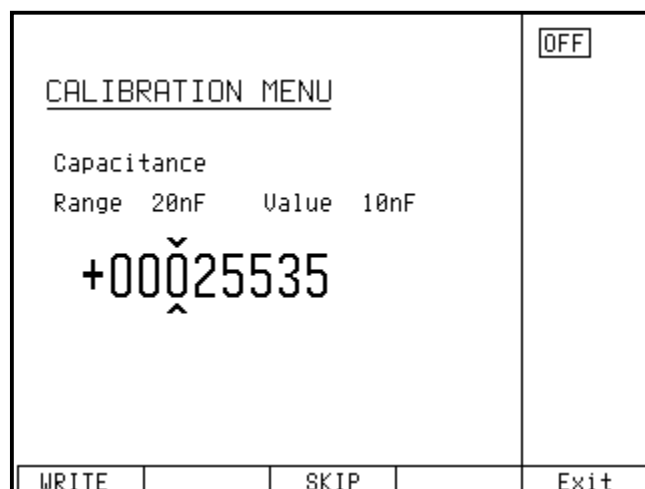 OFF
CALIBRATION MENU
Capacitance
Range 20nF Value 10nF
+00025535
WRITE SKIP Exit